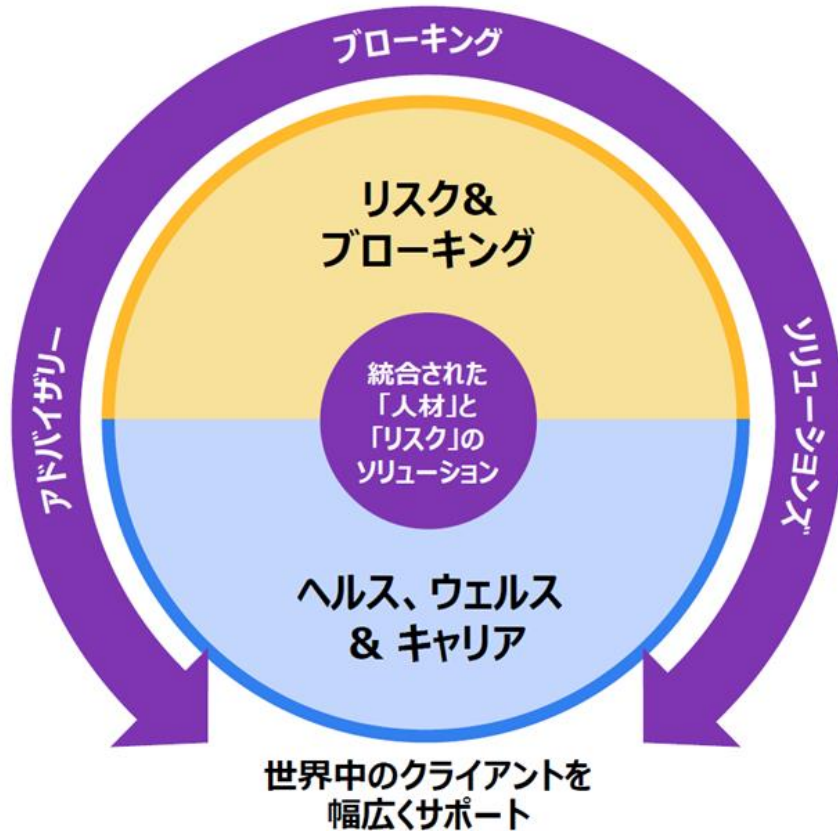 ブローキング
リスク&
ブローキング
アドバイザリー
統合された
「人材」と
「リスク」の
ソリューション
ソリューションズ
ヘルス、ウェルス
& キャリア
世界中のクライアントを
幅広くサポート